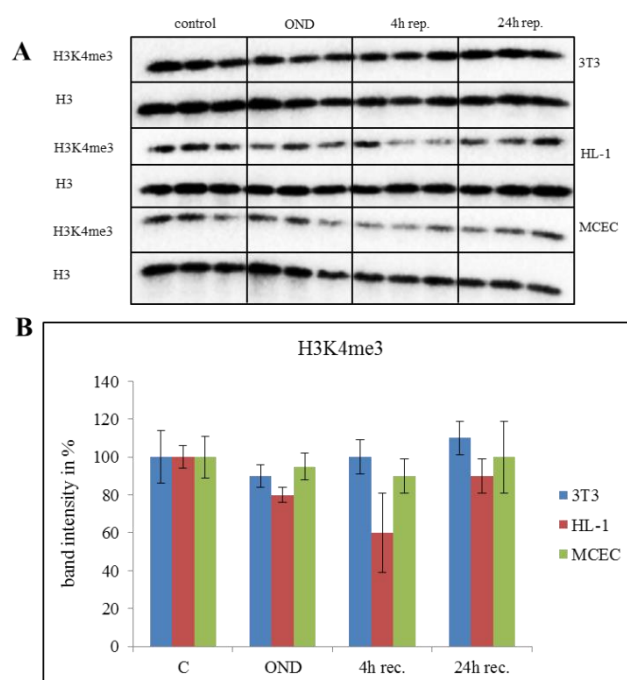 control OND 4h rep. 24h rep.
A
H3K4me3 3T3
H3
H3K4me3 HL-1
H3
H3K4me3 MCEC
H3
B
H3K4me3
140
120
100
80
60
40
20
0
band intensity in %
C OND 4h rec. 24h rec.
3T3
HL-1
MCEC